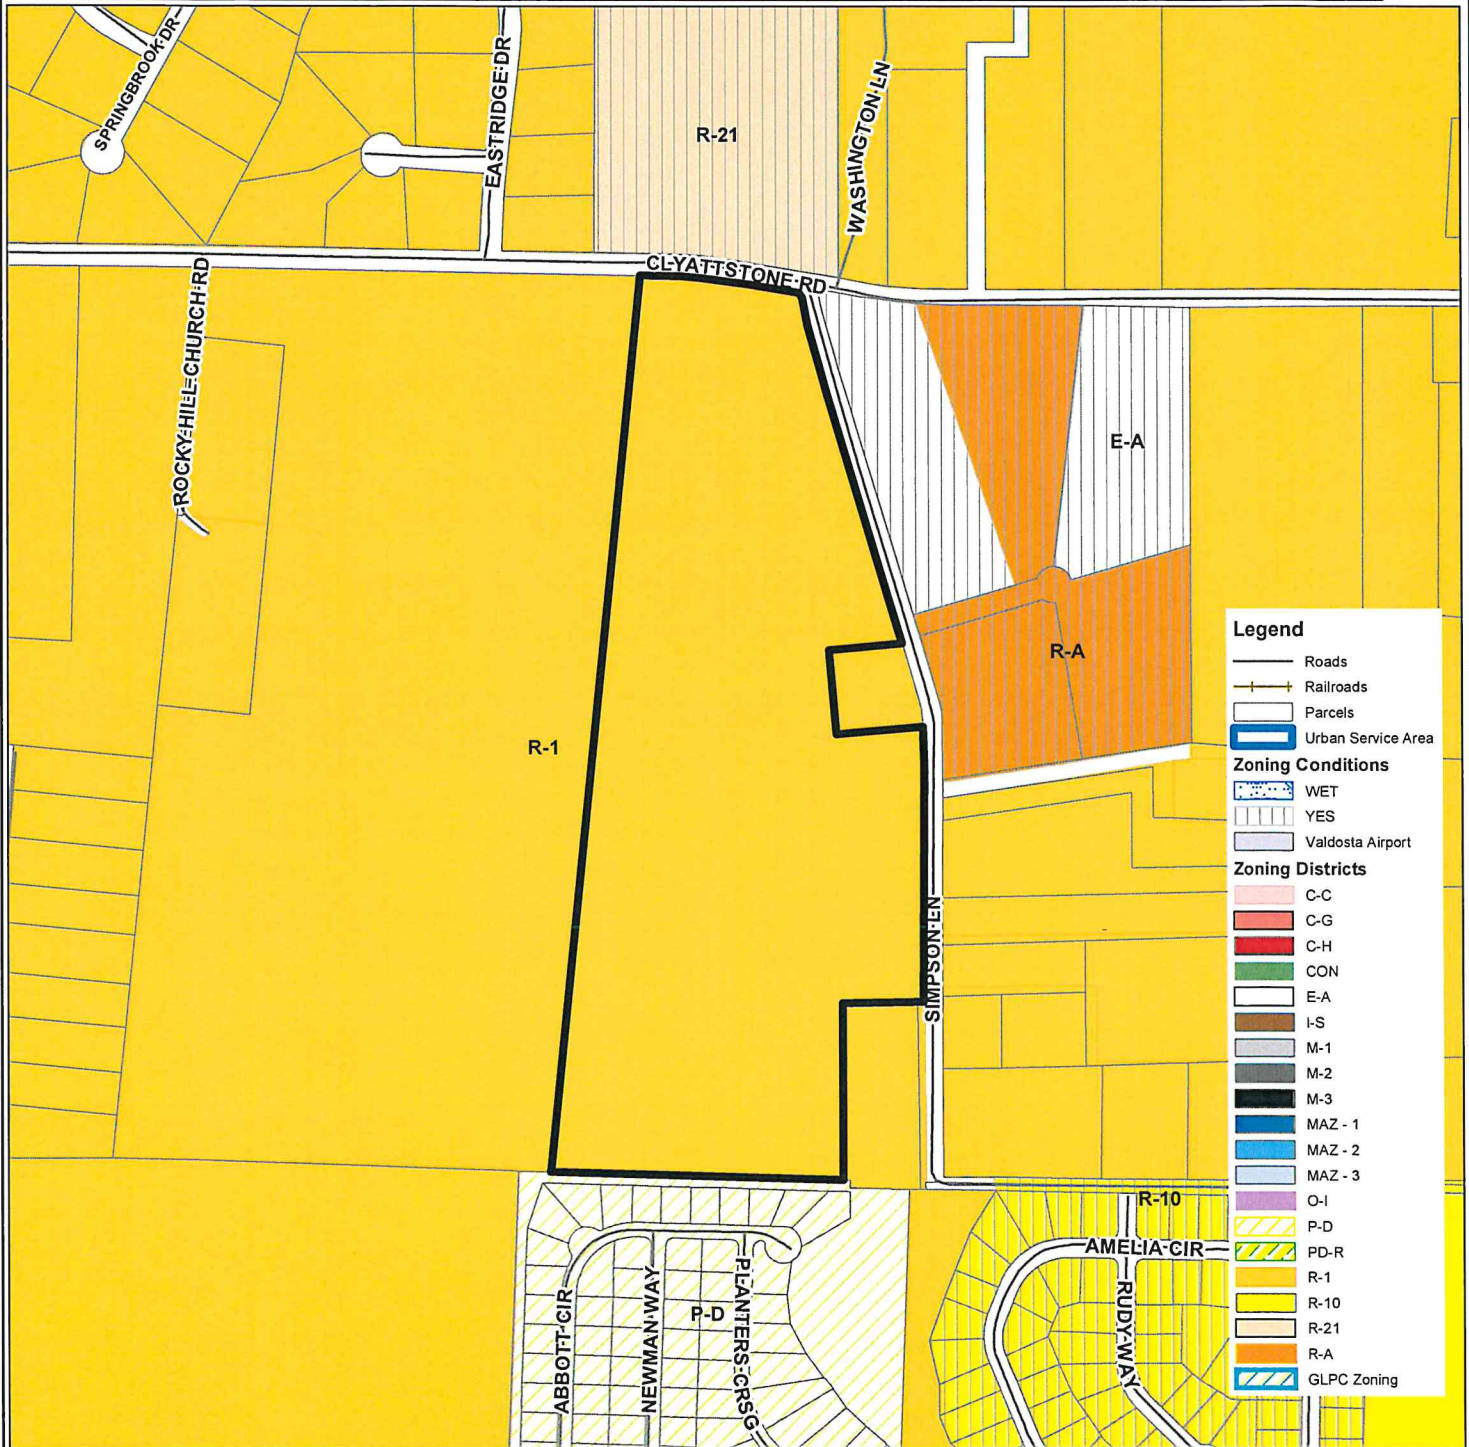 SPRINGBROOK DR
EASTRIDGE DR
R-21
WASHINGTON LN
CLYATTSTONE RD
ROCKY HILL CHURCH RD
E-A
R-A
R-1
SIMPSON LN
R-10
AMELIA CIR
RUDY WAY
P-D
ABBOT CIR
NEWMAN WAY
PLANTERS CRSG
Legend
Roads
Railroads
Parcels
Urban Service Area
Zoning Conditions
WET
YES
Valdosta Airport
Zoning Districts
C-C
C-G
C-H
CON
E-A
I-S
M-1
M-2
M-3
MAZ - 1
MAZ - 2
MAZ - 3
O-I
P-D
PD-R
R-1
R-10
R-21
R-A
GLPC Zoning